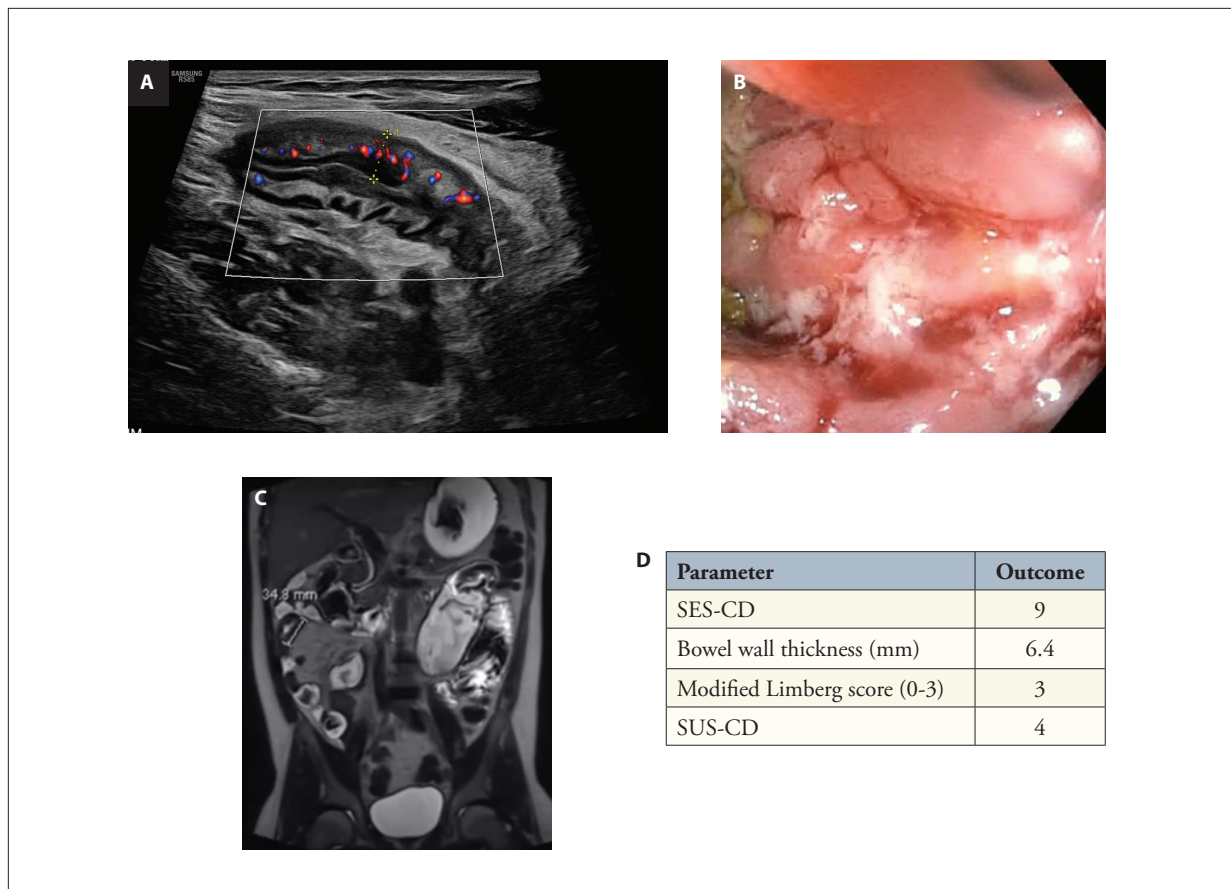 A
SAMSUNG
RS85
B
C
34.8 mm
D
Parameter Outcome
SES-CD 9
Bowel wall thickness (mm) 6.4
Modified Limberg score (0-3) 3
SUS-CD 4